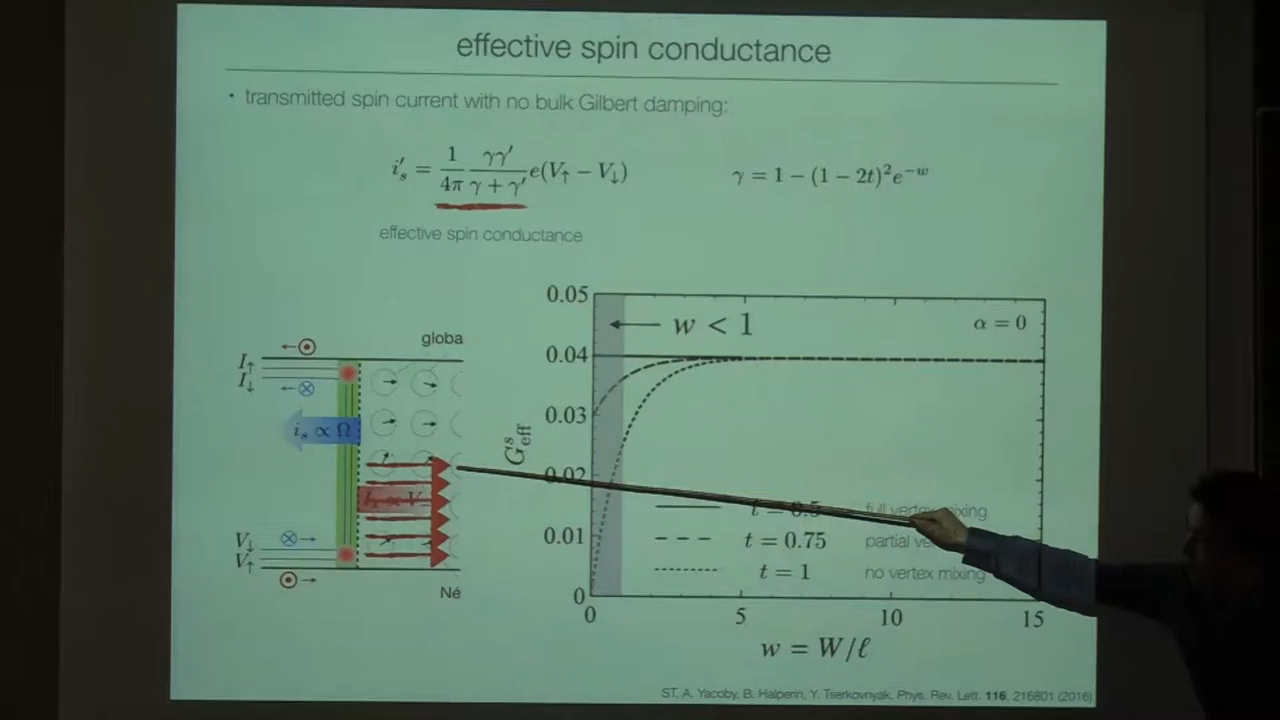 effective spin conductance
• transmitted spin current with no bulk Gilbert damping:
i′ₛ = 1/4π γγ′/(γ + γ′) e(V↑ − V↓)
γ = 1 − (1 − 2t)²e⁻ʷ
effective spin conductance
0.05
0.04
0.03
0.02
0.01
0
G^s_eff
w < 1
α = 0
t = 0.5 full vertex mixing
t = 0.75 partial
t = 1 no vertex mixing
0 5 10 15
w = W/ℓ
globa
I↑
I↓
iₛ ∝ Ω
V↓
V↑
Né
ST, A. Yacoby, B. Halperin, Y. Tserkovnyak, Phys. Rev. Lett. 116, 216801 (2016)